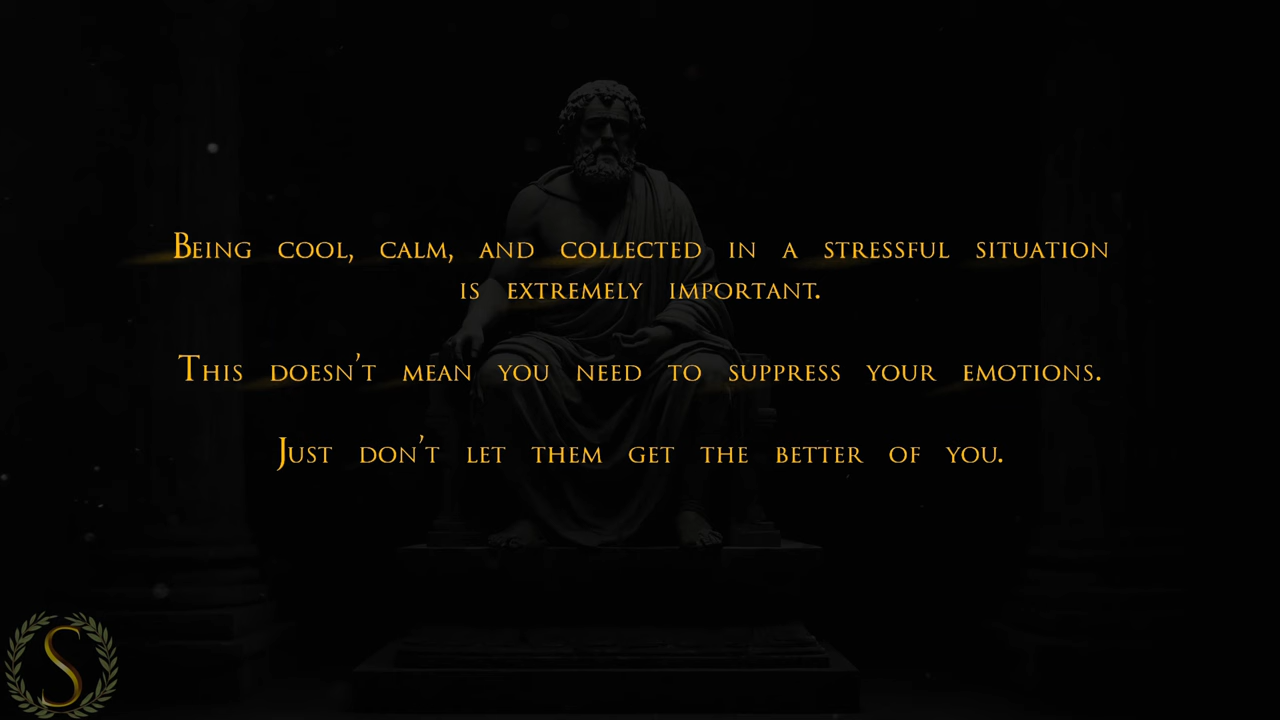 Being cool, calm, and collected in a stressful situation
is extremely important.
This doesn't mean you need to suppress your emotions.
Just don't let them get the better of you.
S